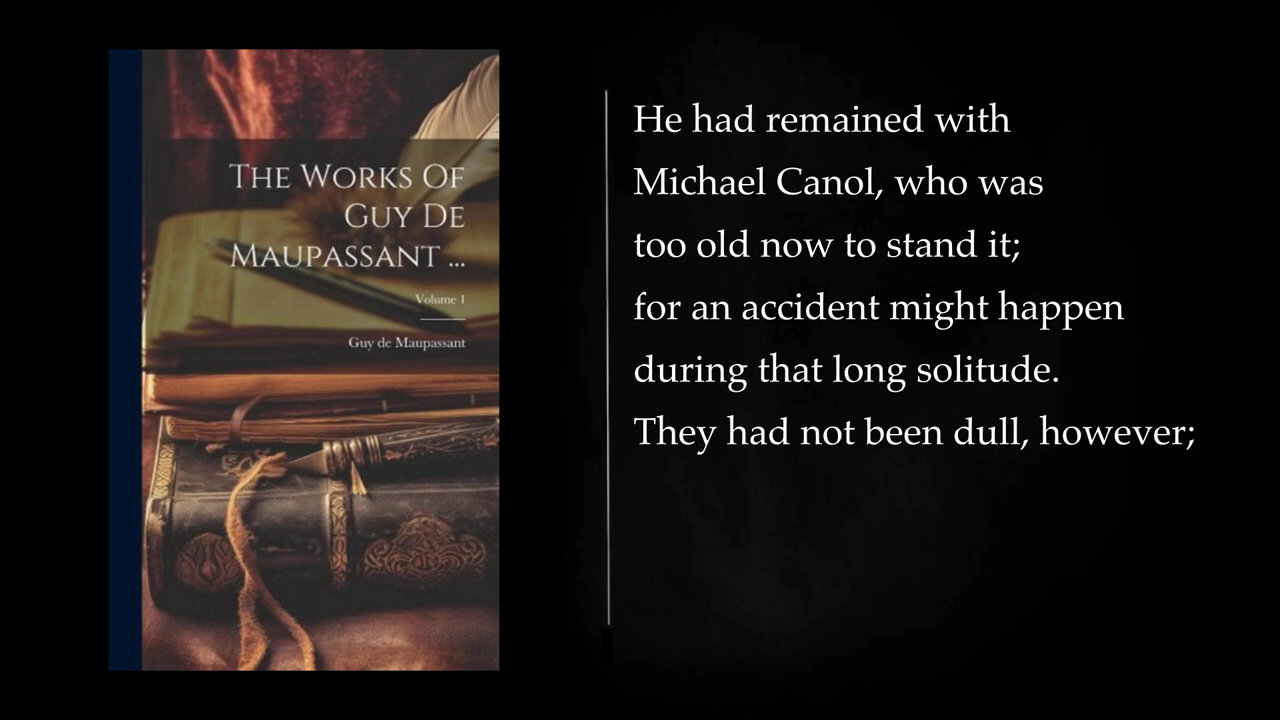 THE WORKS OF
GUY DE
MAUPASSANT ...
Volume 1
Guy de Maupassant
He had remained with
Michael Canol, who was
too old now to stand it;
for an accident might happen
during that long solitude.
They had not been dull, however;